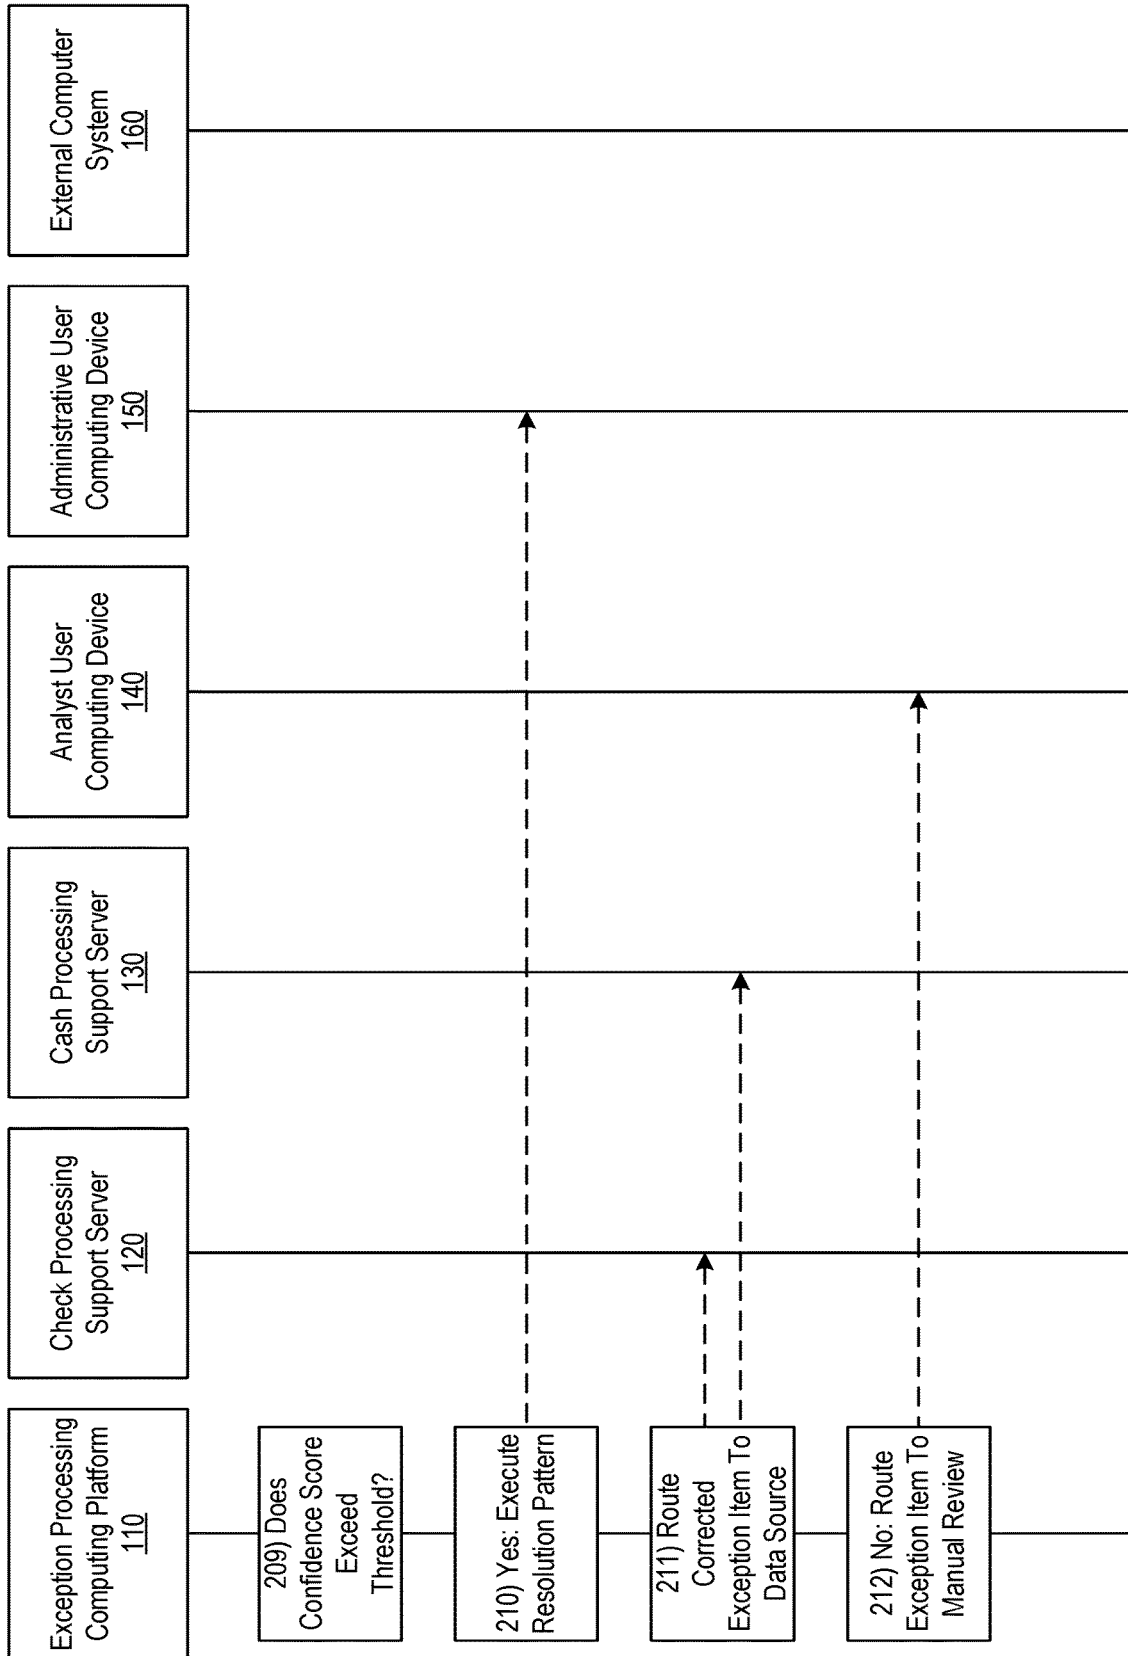 Exception Processing
Computing Platform
110
Check Processing
Support Server
120
Cash Processing
Support Server
130
Analyst User
Computing Device
140
Administrative User
Computing Device
150
External Computer
System
160
209) Does
Confidence Score
Exceed
Threshold?
210) Yes: Execute
Resolution Pattern
211) Route
Corrected
Exception Item To
Data Source
212) No: Route
Exception Item To
Manual Review